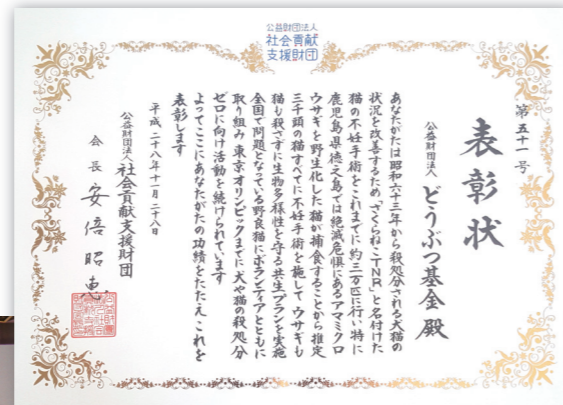 公益財団法人
社会貢献
支援財団
第五十一号
表彰状
公益財団法人 どうぶつ基金殿
あなたがたは昭和六十三年から殺処分される犬猫の
状況を改善するため「さくらねこTNR」と名付けた
猫の不妊手術をこれまでに約三万匹に行い特に
鹿児島県徳之島では絶滅危惧にあるアマミクロ
ウサギを野生化した猫が捕食することから推定
三千頭の猫すべてに不妊手術を施して ウサギも
猫も殺さずに生物多様性を守る共生プランを実施
全国で問題となっている野良猫にボランティアとともに
取り組み 東京オリンピックまでに犬や猫の殺処分
ゼロに向け活動を続けられています
よってここにあなたがたの功績をたたえ これを
表彰します
平成二十八年十一月二十八日
公益財団法人 社会貢献支援財団
会長 安倍昭恵